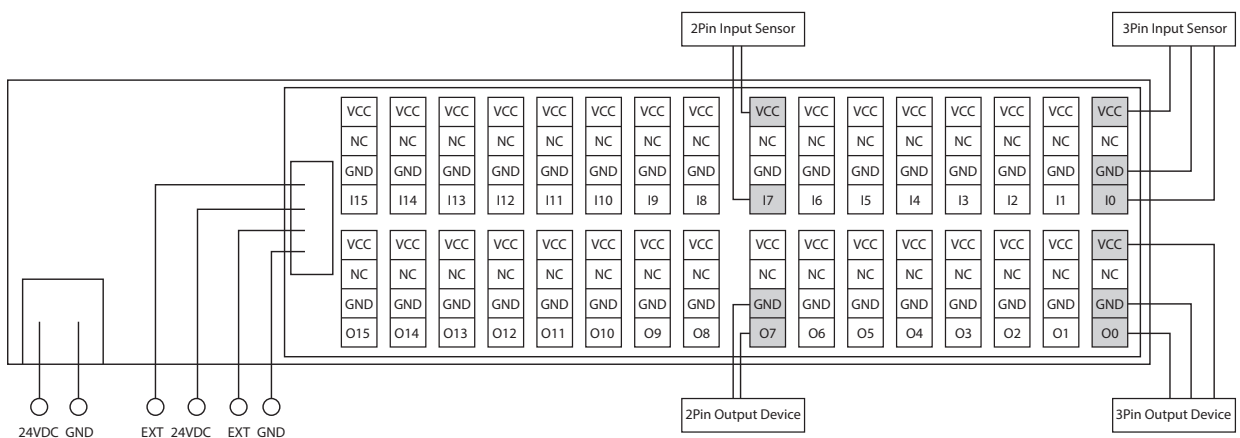 2Pin Input Sensor 3Pin Input Sensor
VCC VCC VCC VCC VCC VCC VCC VCC VCC VCC VCC VCC VCC VCC VCC VCC
NC NC NC NC NC NC NC NC NC NC NC NC NC NC NC NC
GND GND GND GND GND GND GND GND GND GND GND GND GND GND GND GND
I15 I14 I13 I12 I11 I10 I9 I8 I7 I6 I5 I4 I3 I2 I1 I0
VCC VCC VCC VCC VCC VCC VCC VCC VCC VCC VCC VCC VCC VCC VCC VCC
NC NC NC NC NC NC NC NC NC NC NC NC NC NC NC NC
GND GND GND GND GND GND GND GND GND GND GND GND GND GND GND GND
O15 O14 O13 O12 O11 O10 O9 O8 O7 O6 O5 O4 O3 O2 O1 O0
2Pin Output Device 3Pin Output Device
24VDC GND EXT 24VDC EXT GND